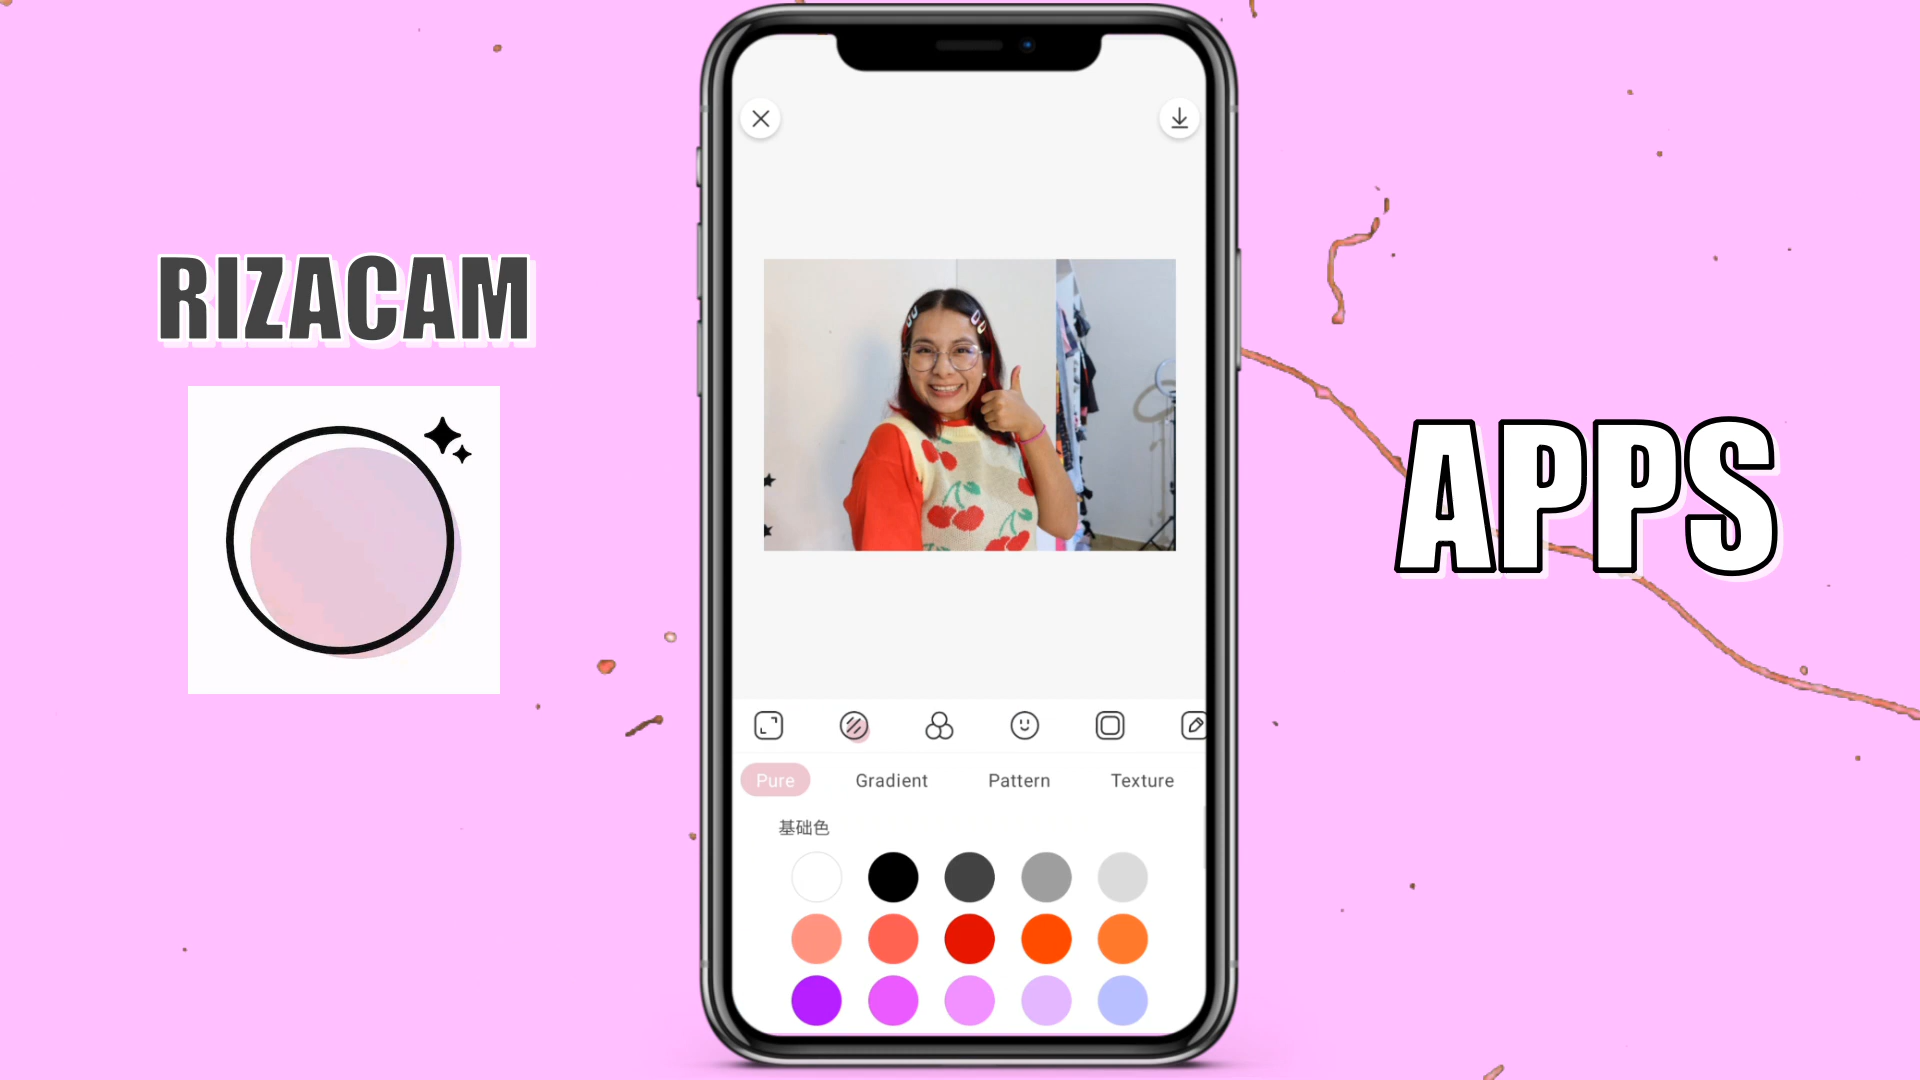 RIZACAM
APPS
Pure Gradient Pattern Texture
基础色